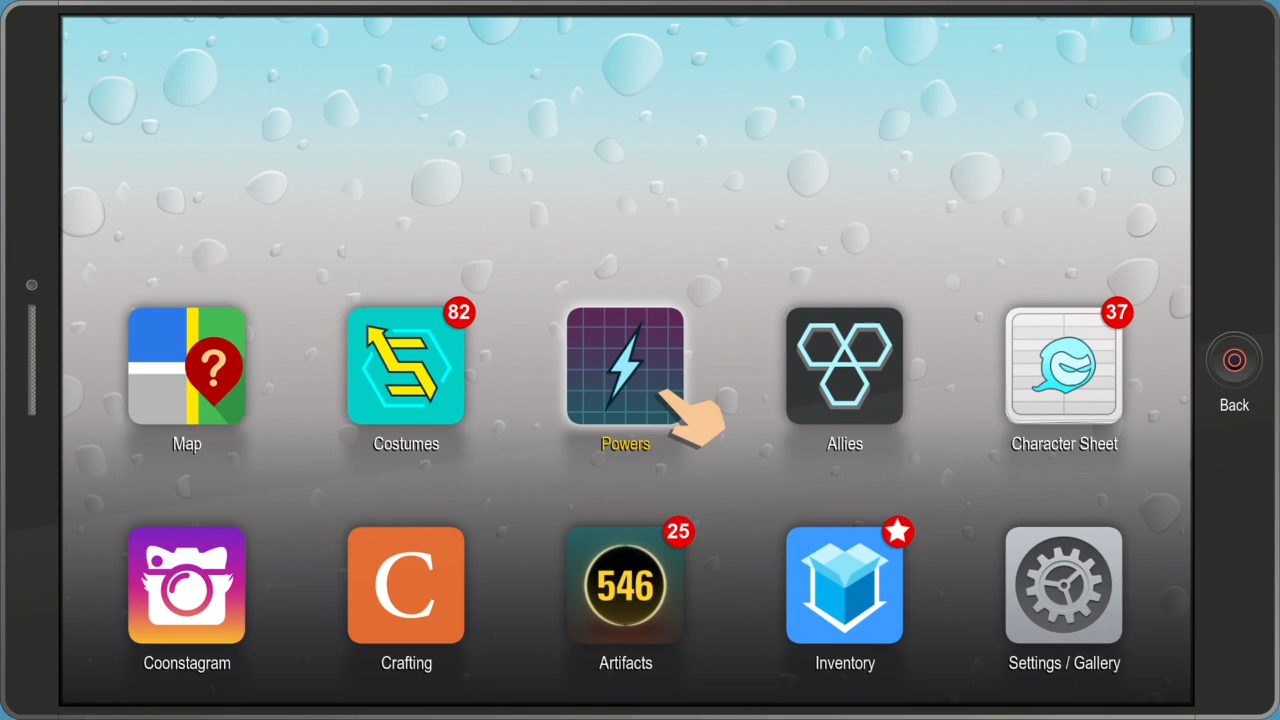 82
37
?
Map
Costumes
Powers
Allies
Character Sheet
Back
25
C
546
Coonstagram
Crafting
Artifacts
Inventory
Settings / Gallery